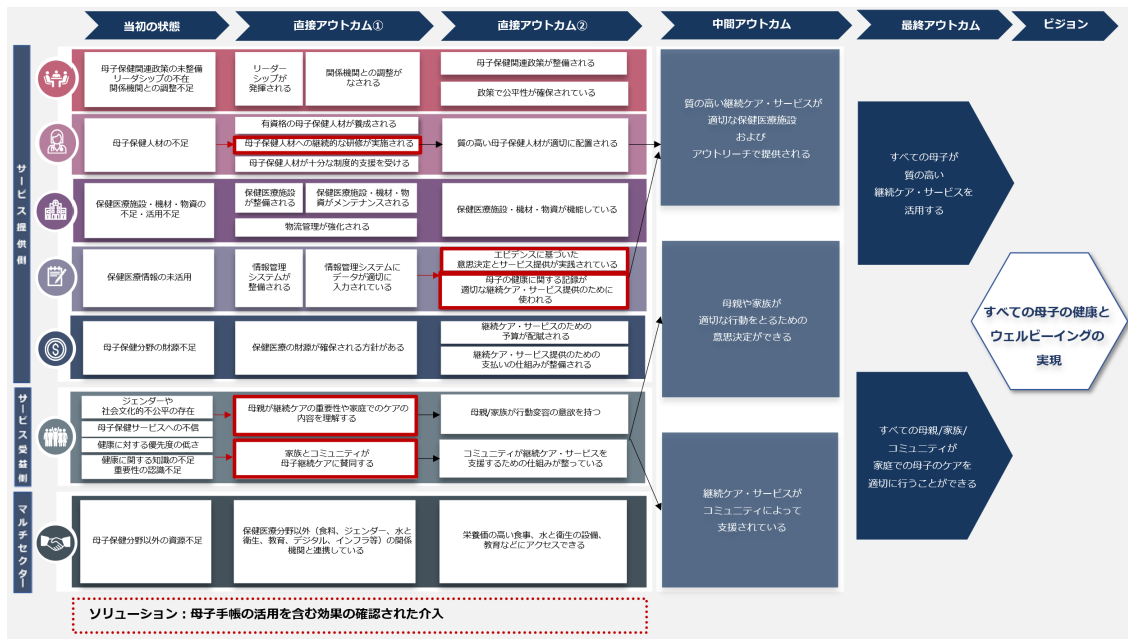 当初の状態
直接アウトカム①
直接アウトカム②
中間アウトカム
最終アウトカム
ビジョン
サービス提供側
母子保健関連政策の未整備
リーダシップの不在
関係機関との調整不足
リーダー
シップが
発揮される
関係機関との調整が
なされる
母子保健関連政策が整備される
政策で公平性が確保されている
母子保健人材の不足
有資格の母子保健人材が養成される
母子保健人材への継続的な研修が実施される
母子保健人材が十分な制度的支援を受ける
質の高い母子保健人材が適切に配置される
保健医療施設・機材・物資の
不足・活用不足
保健医療施設
が整備される
保健医療施設・機材・物
資がメンテナンスされる
物流管理が強化される
保健医療施設・機材・物資が機能している
保健医療情報の未活用
情報管理
システムが
整備される
情報管理システムに
データが適切に
入力されている
エビデンスに基づいた
意思決定とサービス提供が実践されている
母子の健康に関する記録が
適切な継続ケア・サービス提供のために
使われる
母子保健分野の財源不足
保健医療の財源が確保される方針がある
継続ケア・サービスのための
予算が配賦される
継続ケア・サービス提供のための
支払いの仕組みが整備される
サービス受益側
ジェンダーや
社会文化的不公平の存在
母子保健サービスへの不信
健康に対する優先度の低さ
健康に関する知識の不足
重要性の認識不足
母親が継続ケアの重要性や家庭でのケアの
内容を理解する
家族とコミュニティが
母子継続ケアに賛同する
母親/家族が行動変容の意欲を持つ
コミュニティが継続ケア・サービスを
支援するための仕組みが整っている
マルチセクター
母子保健分野以外の資源不足
保健医療分野以外（食料、ジェンダー、水と
衛生、教育、デジタル、インフラ等）の関係
機関と連携している
栄養価の高い食事、水と衛生の設備、
教育などにアクセスできる
質の高い継続ケア・サービスが
適切な保健医療施設
および
アウトリーチで提供される
母親や家族が
適切な行動をとるための
意思決定ができる
継続ケア・サービスが
コミュニティによって
支援されている
すべての母子が
質の高い
継続ケア・サービスを
活用する
すべての母親/家族/
コミュニティが
家庭での母子のケアを
適切に行うことができる
すべての母子の健康と
ウェルビーイングの
実現
ソリューション：母子手帳の活用を含む効果の確認された介入